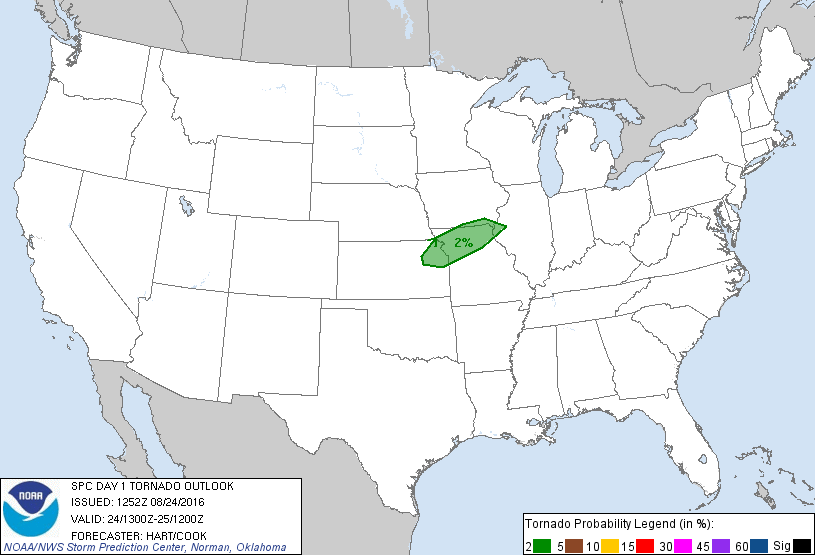 2%
NOAA
SPC DAY 1 TORNADO OUTLOOK
ISSUED: 1252Z 08/24/2016
VALID: 24/1300Z-25/1200Z
FORECASTER: HART/COOK
NOAA/NWS Storm Prediction Center, Norman, Oklahoma
Tornado Probability Legend (in %):
2 5 10 15 30 45 60 Sig